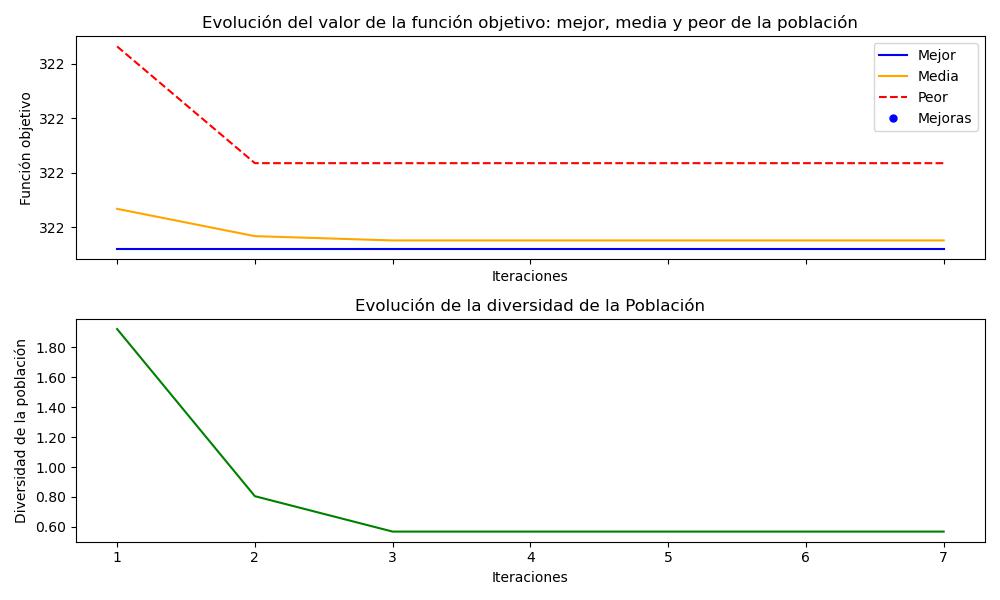 Evolución del valor de la función objetivo: mejor, media y peor de la población
Función objetivo
322
322
322
322
Mejor
Media
Peor
Mejoras
Iteraciones
Evolución de la diversidad de la Población
Diversidad de la población
1.80
1.60
1.40
1.20
1.00
0.80
0.60
1 2 3 4 5 6 7
Iteraciones